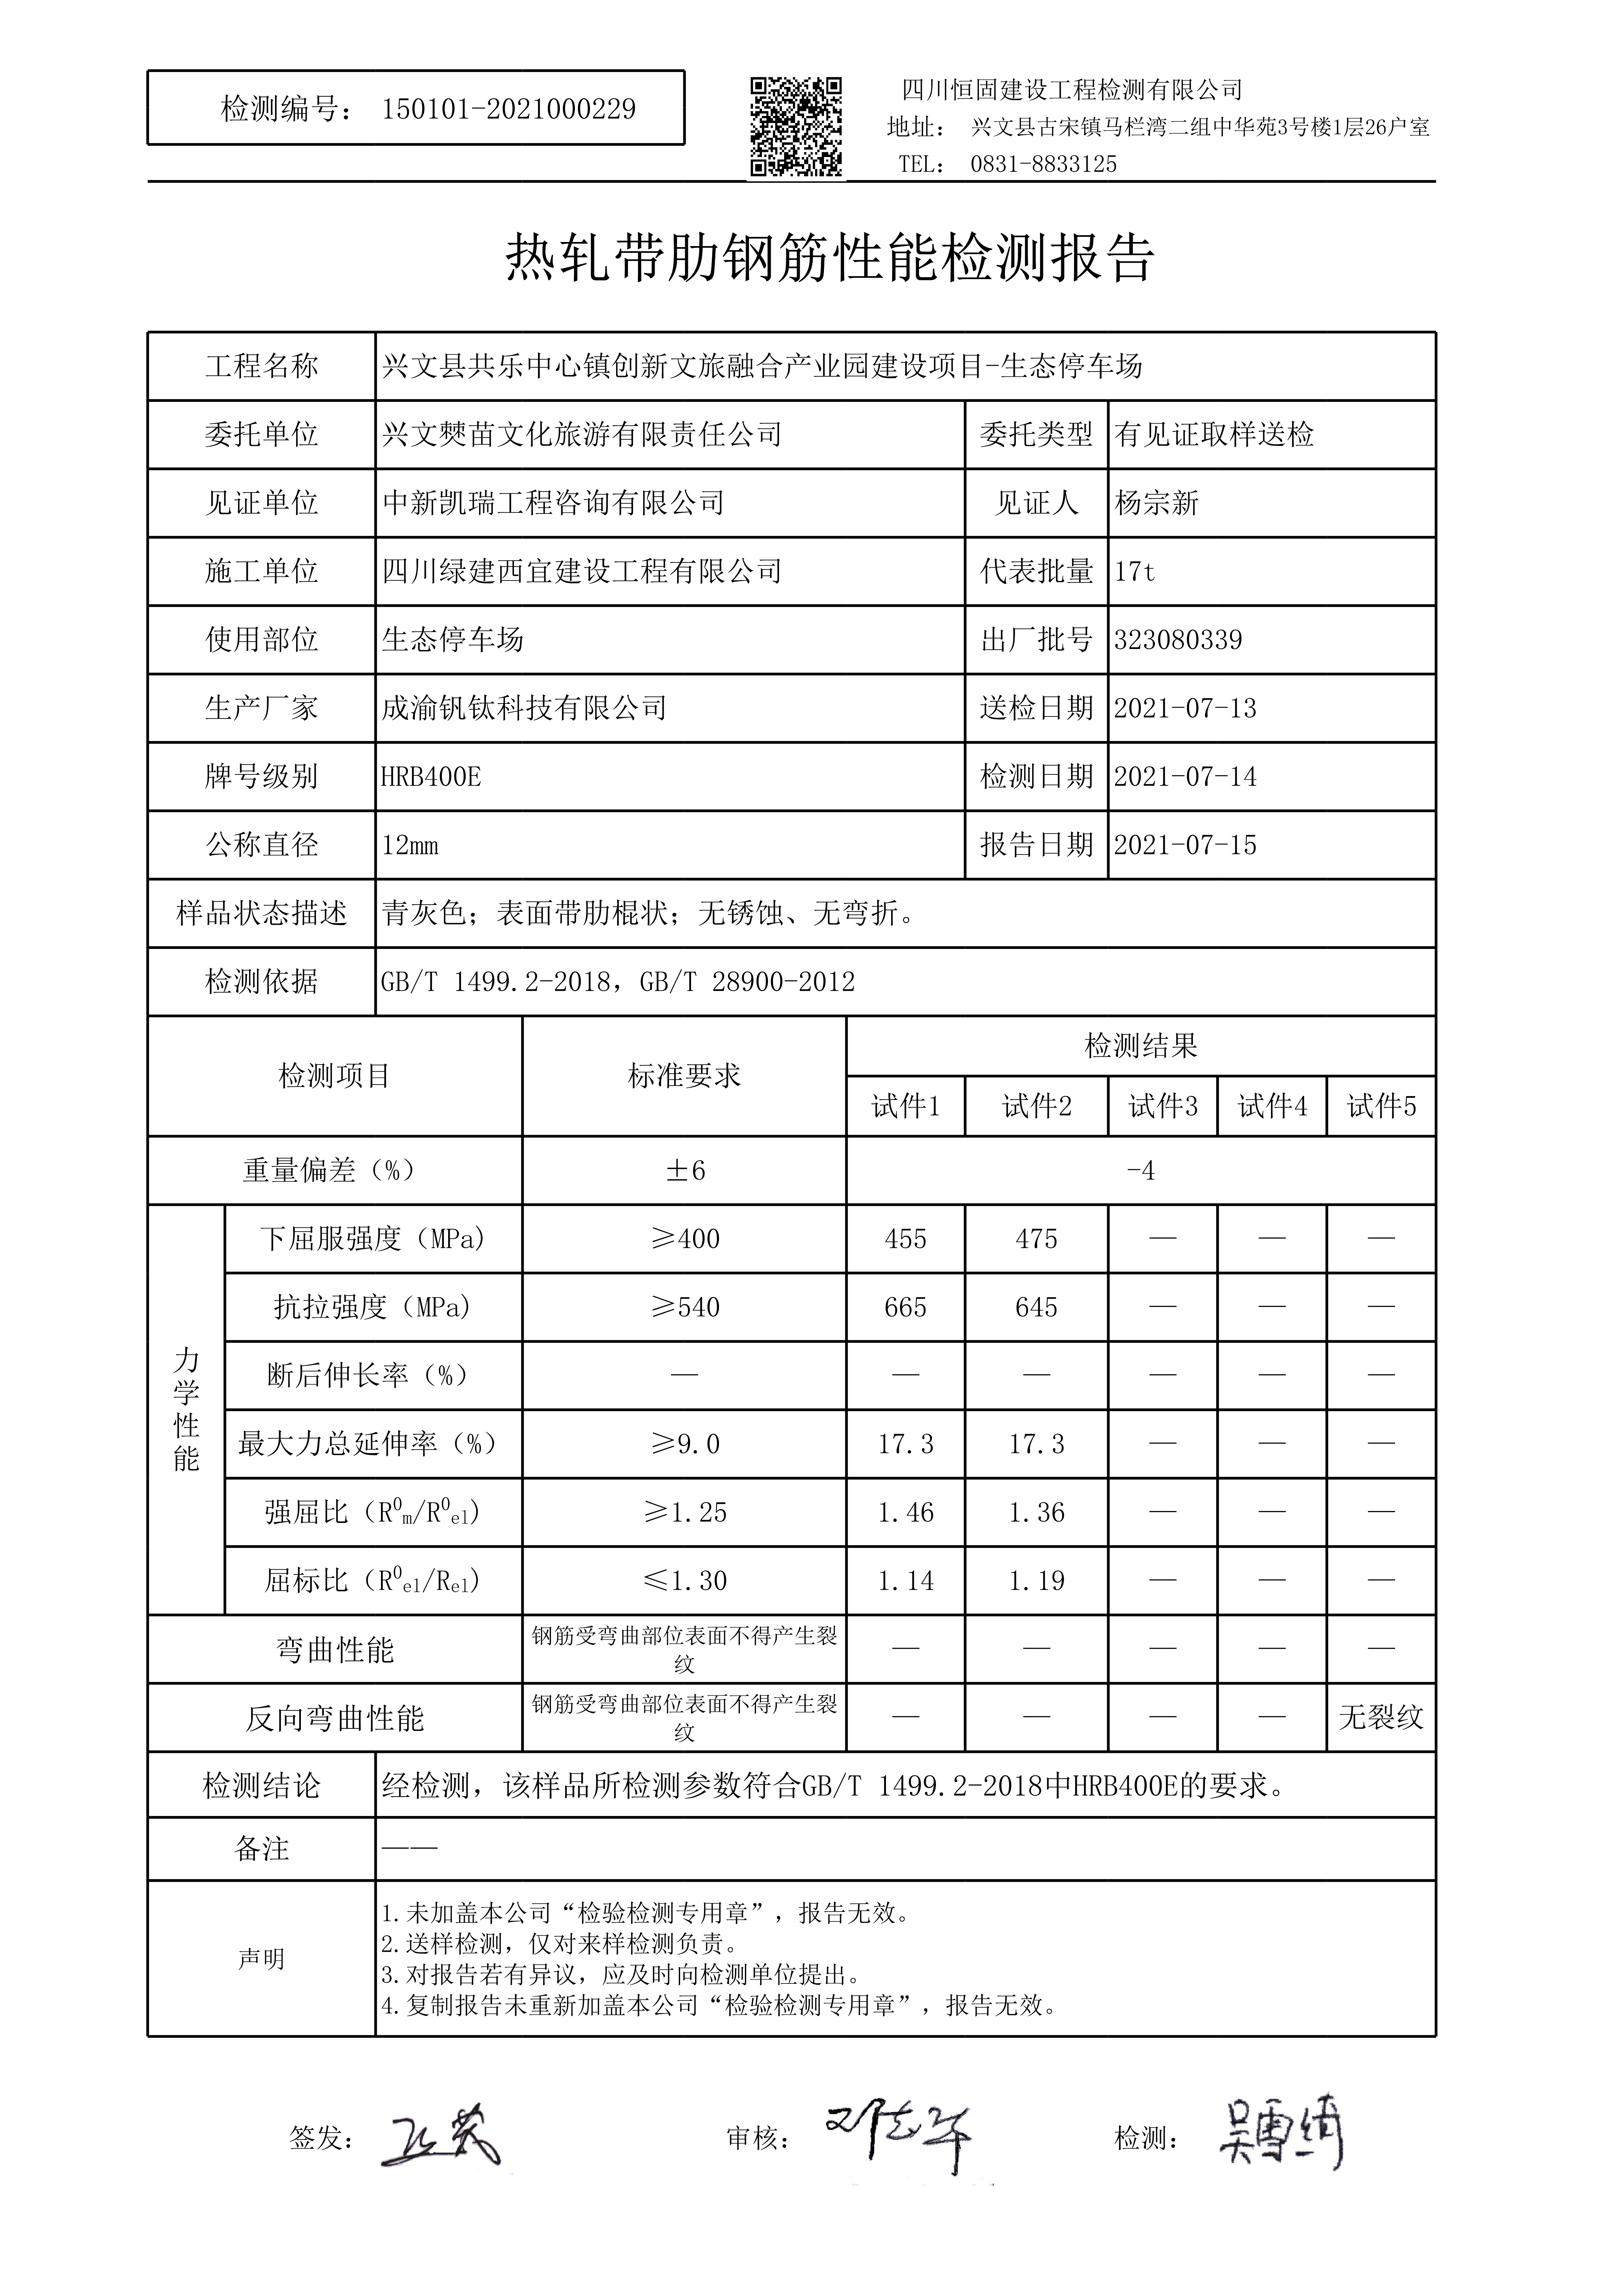 检测编号： 150101-2021000229
四川恒固建设工程检测有限公司
地址： 兴文县古宋镇马栏湾二组中华苑3号楼1层26户室
TEL： 0831-8833125
热轧带肋钢筋性能检测报告
工程名称 兴文县共乐中心镇创新文旅融合产业园建设项目-生态停车场
委托单位 兴文僰苗文化旅游有限责任公司 委托类型 有见证取样送检
见证单位 中新凯瑞工程咨询有限公司 见证人 杨宗新
施工单位 四川绿建西宜建设工程有限公司 代表批量 17t
使用部位 生态停车场 出厂批号 323080339
生产厂家 成渝钒钛科技有限公司 送检日期 2021-07-13
牌号级别 HRB400E 检测日期 2021-07-14
公称直径 12mm 报告日期 2021-07-15
样品状态描述 青灰色；表面带肋棍状；无锈蚀、无弯折。
检测依据 GB/T 1499.2-2018，GB/T 28900-2012
检测项目 标准要求 检测结果
试件1 试件2 试件3 试件4 试件5
重量偏差（%） ±6 -4
力学性能
下屈服强度（MPa） ≥400 455 475 — — —
抗拉强度（MPa） ≥540 665 645 — — —
断后伸长率（%） — — — — — —
最大力总延伸率（%） ≥9.0 17.3 17.3 — — —
强屈比（R⁰m/R⁰el） ≥1.25 1.46 1.36 — — —
屈标比（R⁰el/Rel） ≤1.30 1.14 1.19 — — —
弯曲性能 钢筋受弯曲部位表面不得产生裂纹 — — — — —
反向弯曲性能 钢筋受弯曲部位表面不得产生裂纹 — — — — 无裂纹
检测结论 经检测，该样品所检测参数符合GB/T 1499.2-2018中HRB400E的要求。
备注 ——
声明
1.未加盖本公司“检验检测专用章”，报告无效。
2.送样检测，仅对来样检测负责。
3.对报告若有异议，应及时向检测单位提出。
4.复制报告未重新加盖本公司“检验检测专用章”，报告无效。
签发： 审核： 检测： 吴雪绮